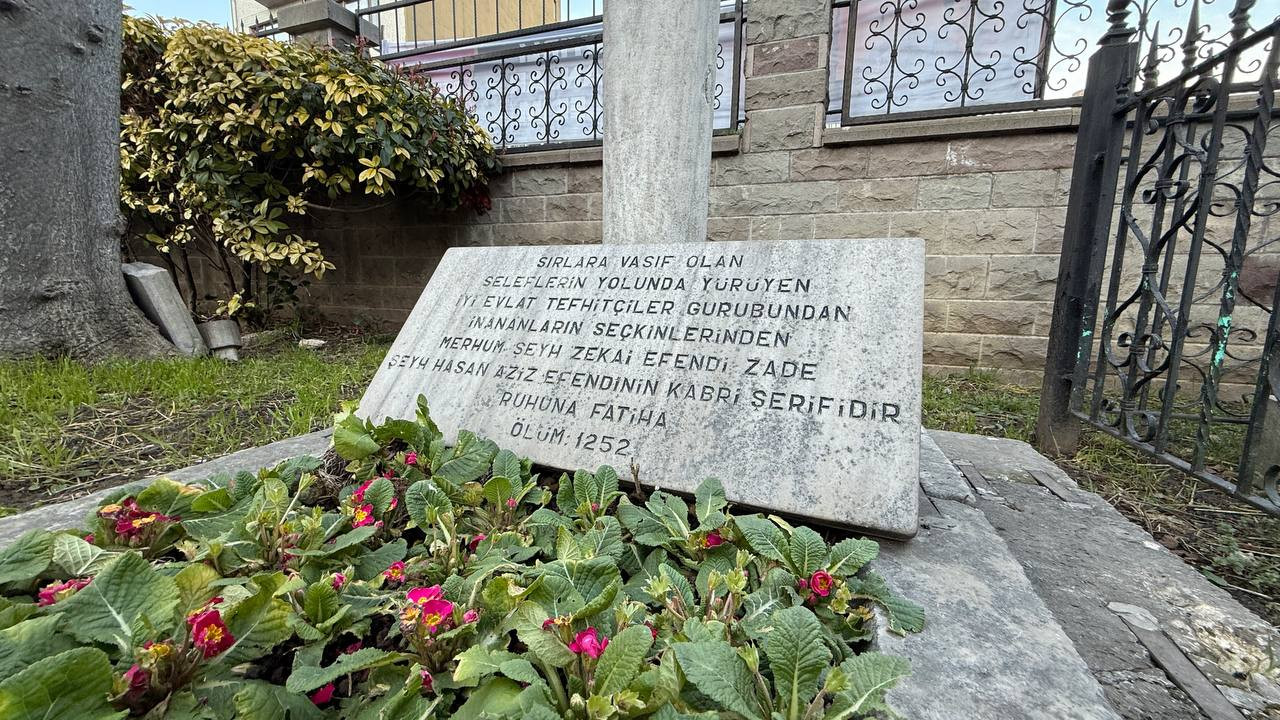 SIRLARA VASIF OLAN
SELEFLERİN YOLUNDA YÜRÜYEN
İYİ EVLAT TEFHİTÇİLER GURUBUNDAN
İNANANLARIN SEÇKİNLERİNDEN
MERHUM ŞEYH ZEKAİ EFENDİ ZADE
ŞEYH HASAN AZİZ EFENDİNİN KABRİ ŞERİFİDİR
RUHUNA FATİHA
ÖLÜM: 1252